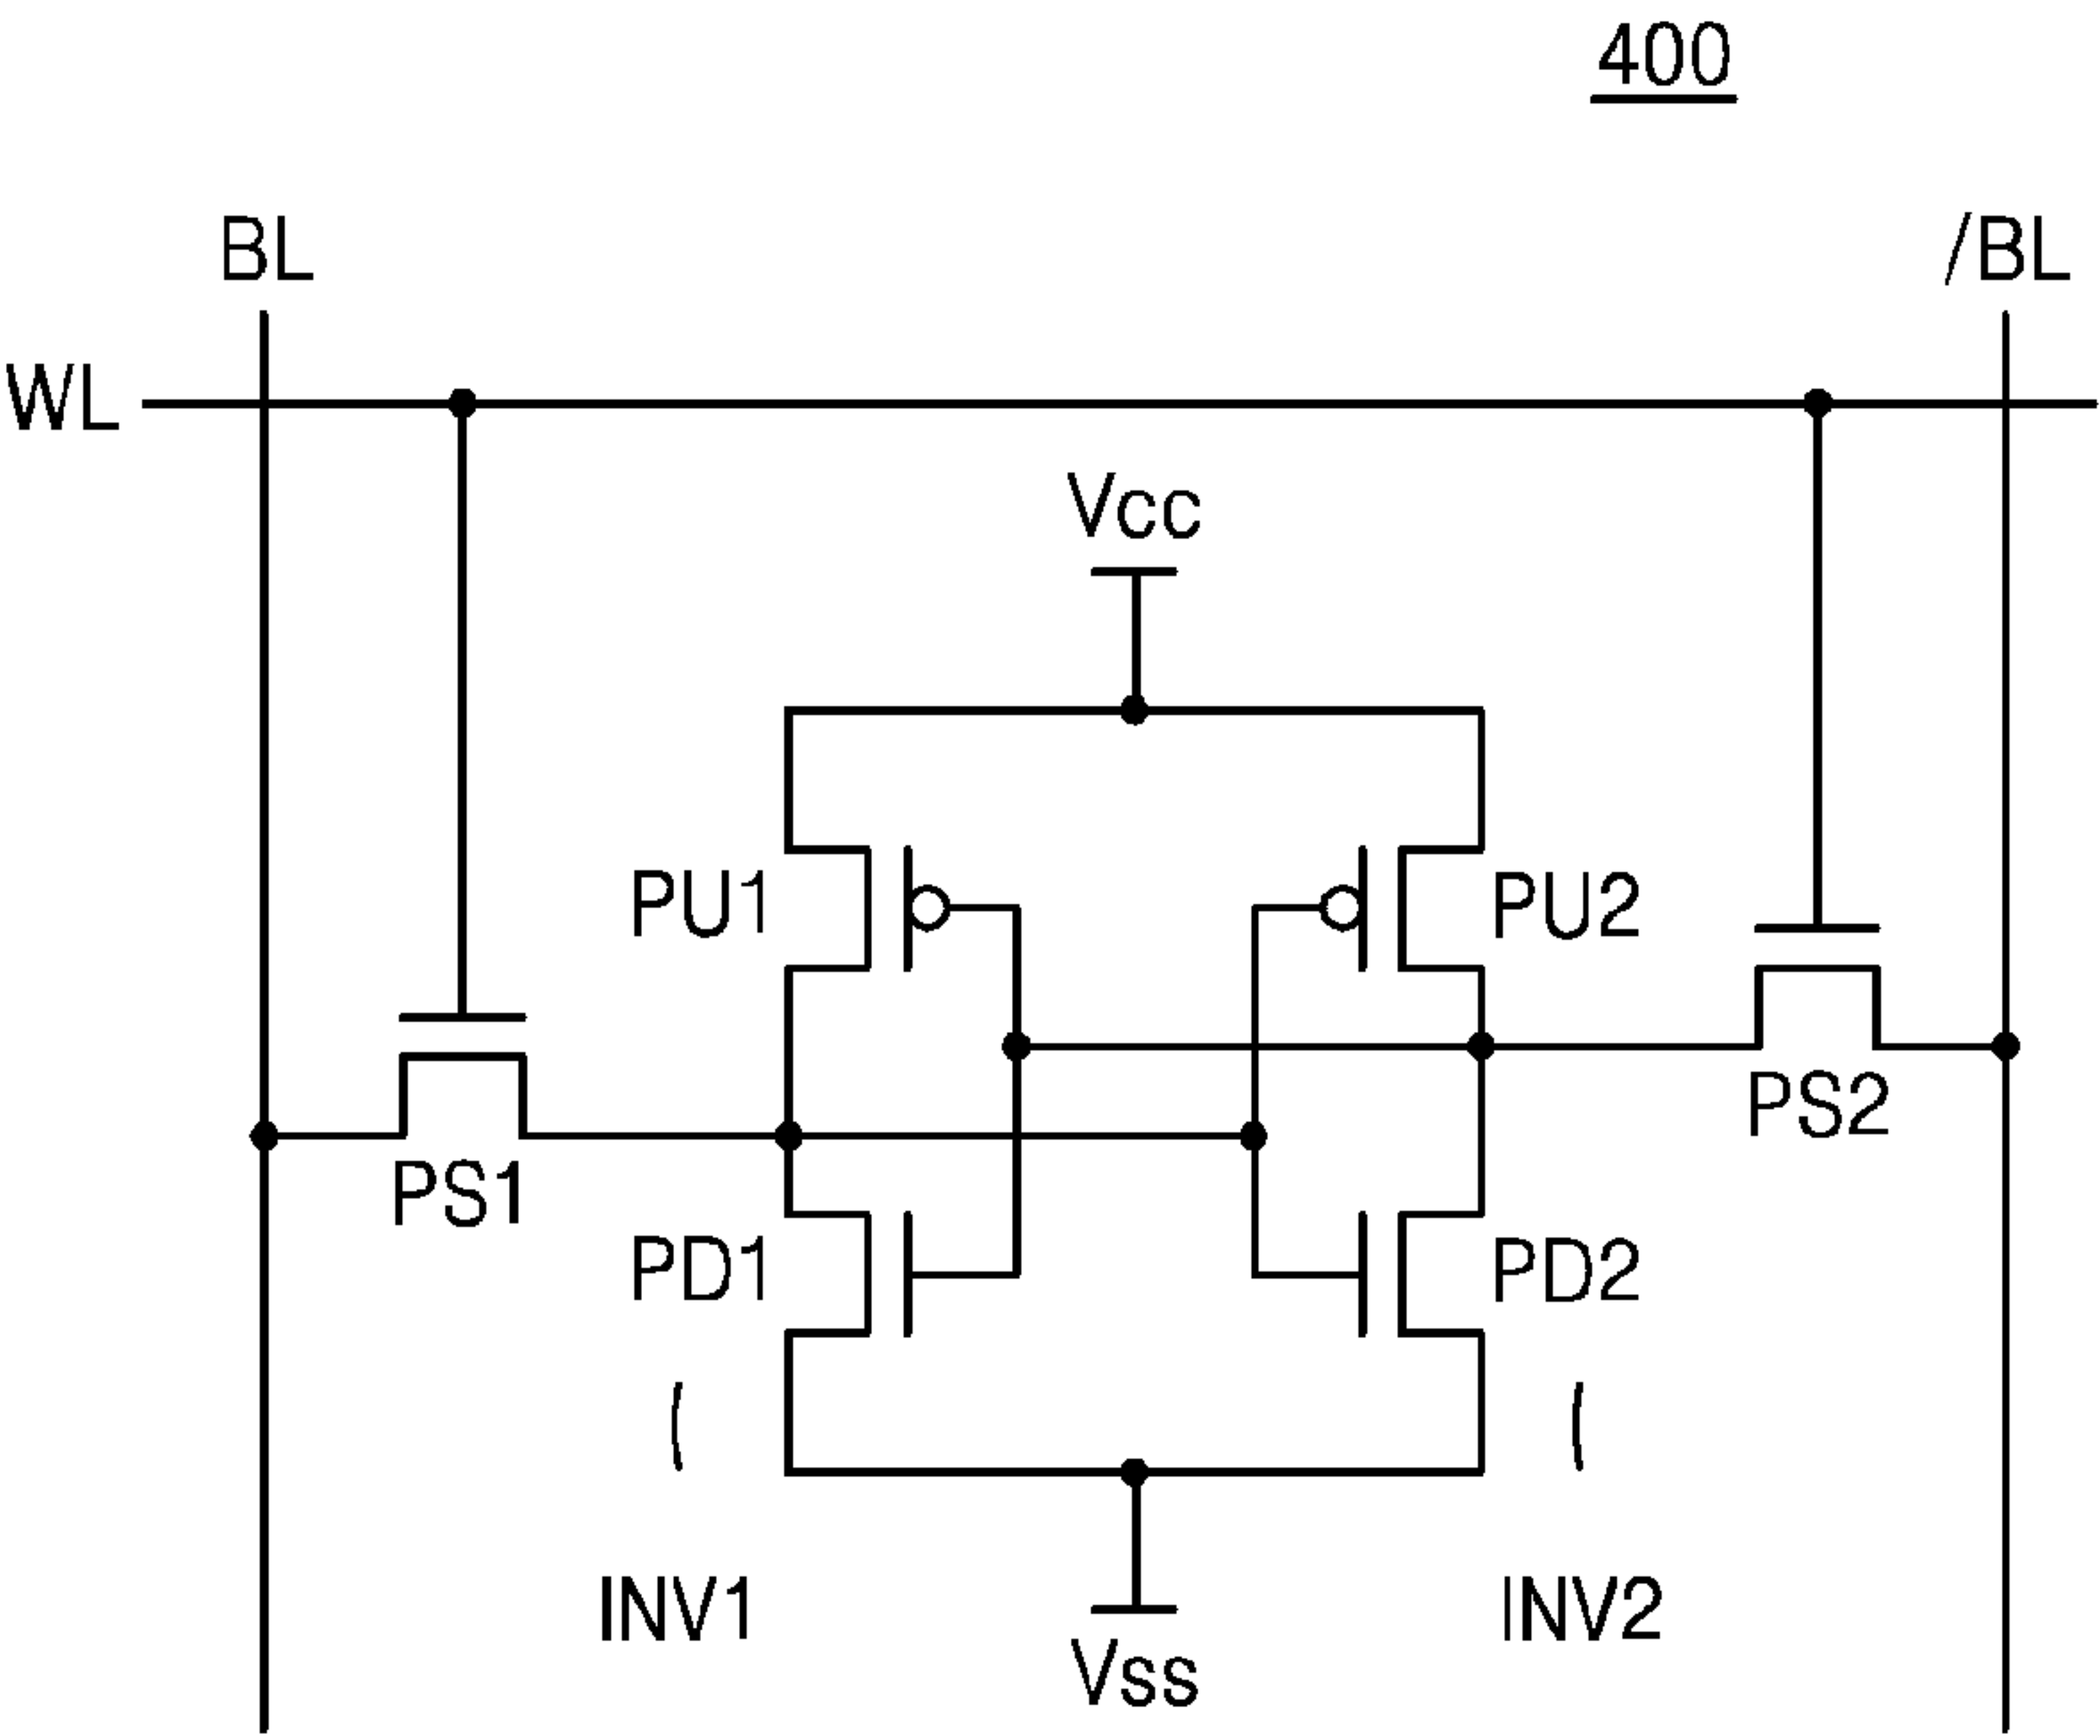 400
BL
/BL
WL
Vcc
PU1
PU2
PS1
PS2
PD1
PD2
INV1
INV2
Vss